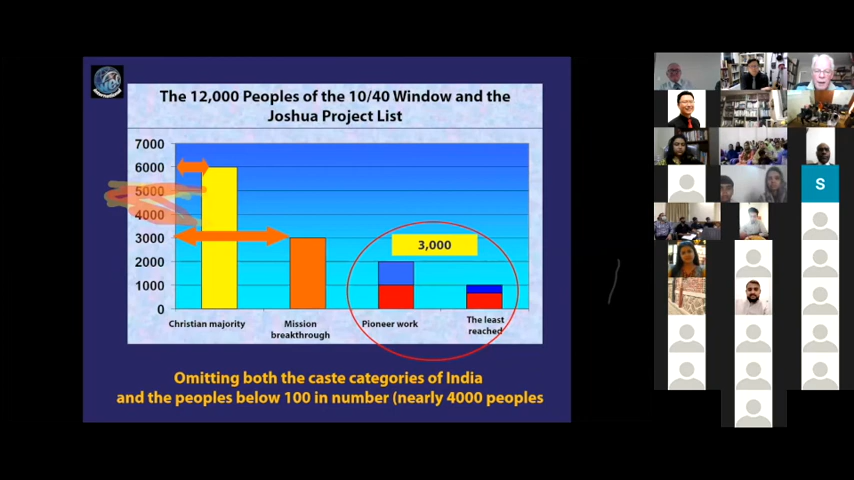 The 12,000 Peoples of the 10/40 Window and the
Joshua Project List
7000
6000
5000
4000
3000
2000
1000
0
3,000
Christian majority
Mission
breakthrough
Pioneer work
The least
reached
Omitting both the caste categories of India
and the peoples below 100 in number (nearly 4000 peoples
S